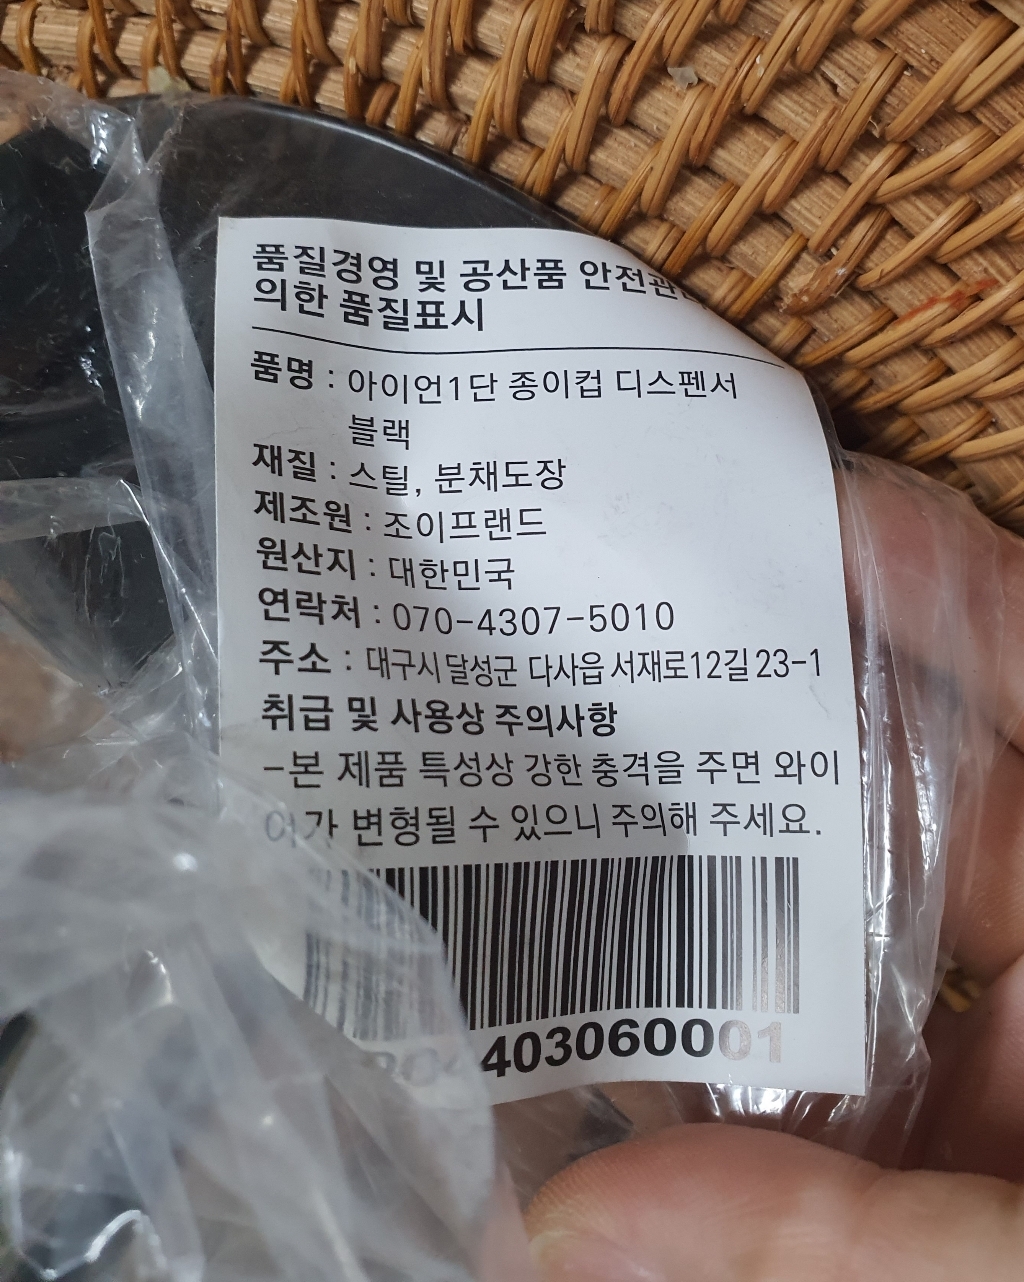 품질경영 및 공산품 안전관
의한 품질표시
품명 : 아이언1단 종이컵 디스펜서
블랙
재질 : 스틸, 분채도장
제조원 : 조이프랜드
원산지 : 대한민국
연락처 : 070-4307-5010
주소 : 대구시 달성군 다사읍 서재로12길 23-1
취급 및 사용상 주의사항
-본 제품 특성상 강한 충격을 주면 와이
어가 변형될 수 있으니 주의해 주세요.
403060001